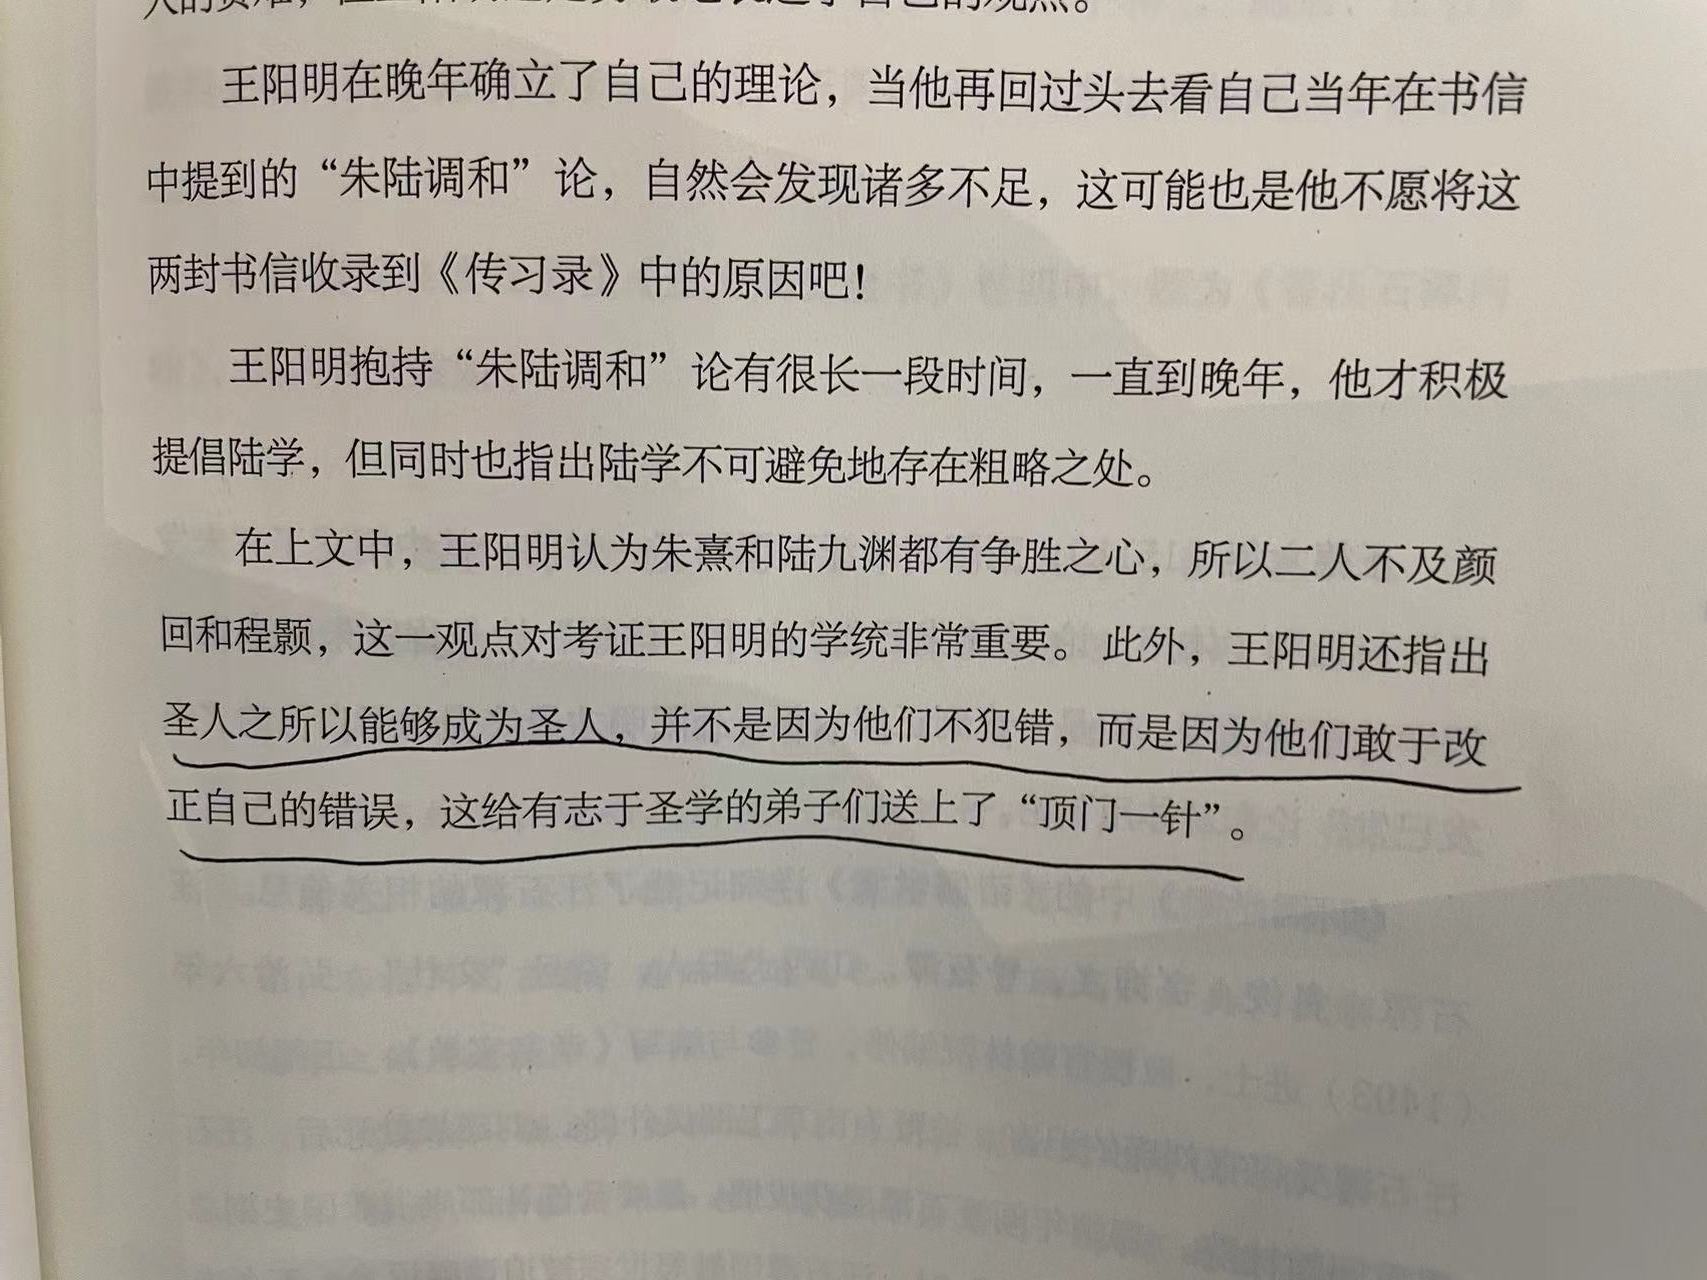 王阳明在晚年确立了自己的理论，当他再回过头去看自己当年在书信
中提到的“朱陆调和”论，自然会发现诸多不足，这可能也是他不愿将这
两封书信收录到《传习录》中的原因吧！
王阳明抱持“朱陆调和”论有很长一段时间，一直到晚年，他才积极
提倡陆学，但同时也指出陆学不可避免地存在粗略之处。
在上文中，王阳明认为朱熹和陆九渊都有争胜之心，所以二人不及颜
回和程颢，这一观点对考证王阳明的学统非常重要。此外，王阳明还指出
圣人之所以能够成为圣人，并不是因为他们不犯错，而是因为他们敢于改
正自己的错误，这给有志于圣学的弟子们送上了“顶门一针”。